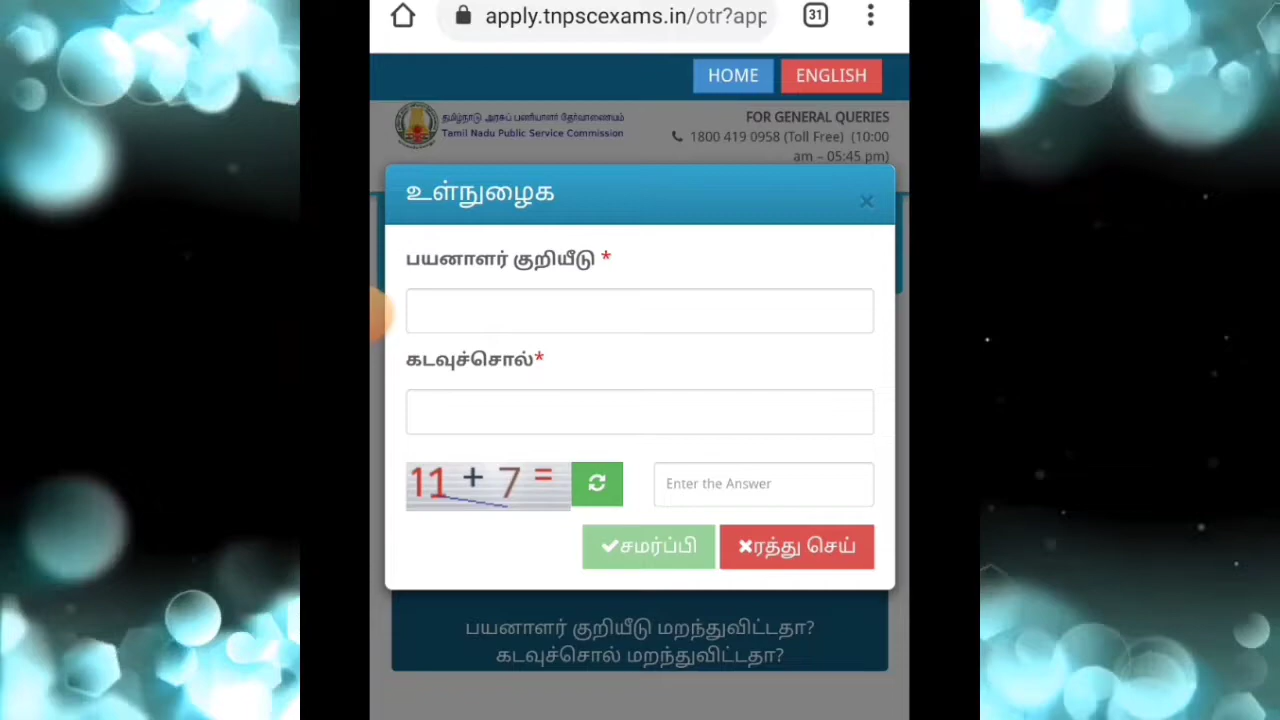 apply.tnpscexams.in/otr?app
31
HOME ENGLISH
தமிழ்நாடு அரசுப் பணியாளர் தேர்வாணையம்
Tamil Nadu Public Service Commission
FOR GENERAL QUERIES
1800 419 0958 (Toll Free) (10:00
am – 05:45 pm)
உள்நுழைக
×
பயனாளர் குறியீடு *
கடவுச்சொல்*
11 + 7 =
Enter the Answer
சமர்ப்பி
ரத்து செய்
பயனாளர் குறியீடு மறந்துவிட்டதா?
கடவுச்சொல் மறந்துவிட்டதா?